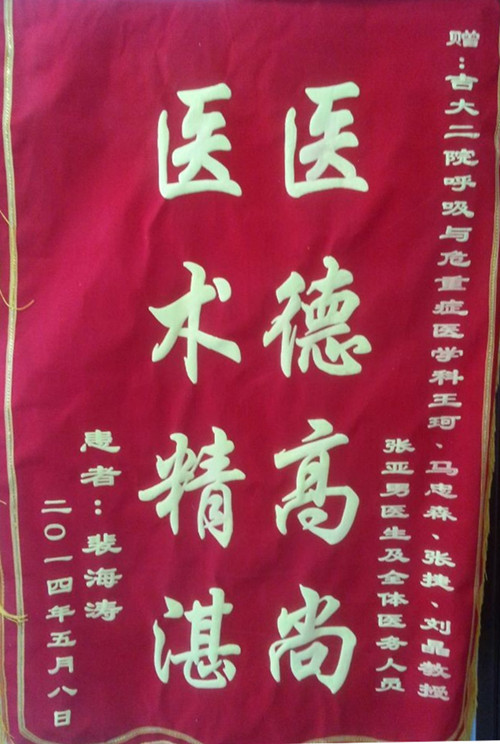 赠：吉大二院呼吸与危重症医学科王珂、马忠森、张捷、刘晶教授
张亚男医生及全体医务人员
医德高尚
医术精湛
患者：裴海涛
二〇一四年五月八日